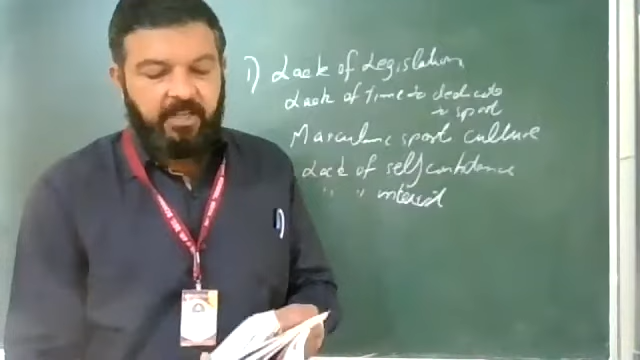 1) Lack of Legislation
Lack of Time to dedicate
to sport
Masculine sport culture
Lack of self confidence
" " interest